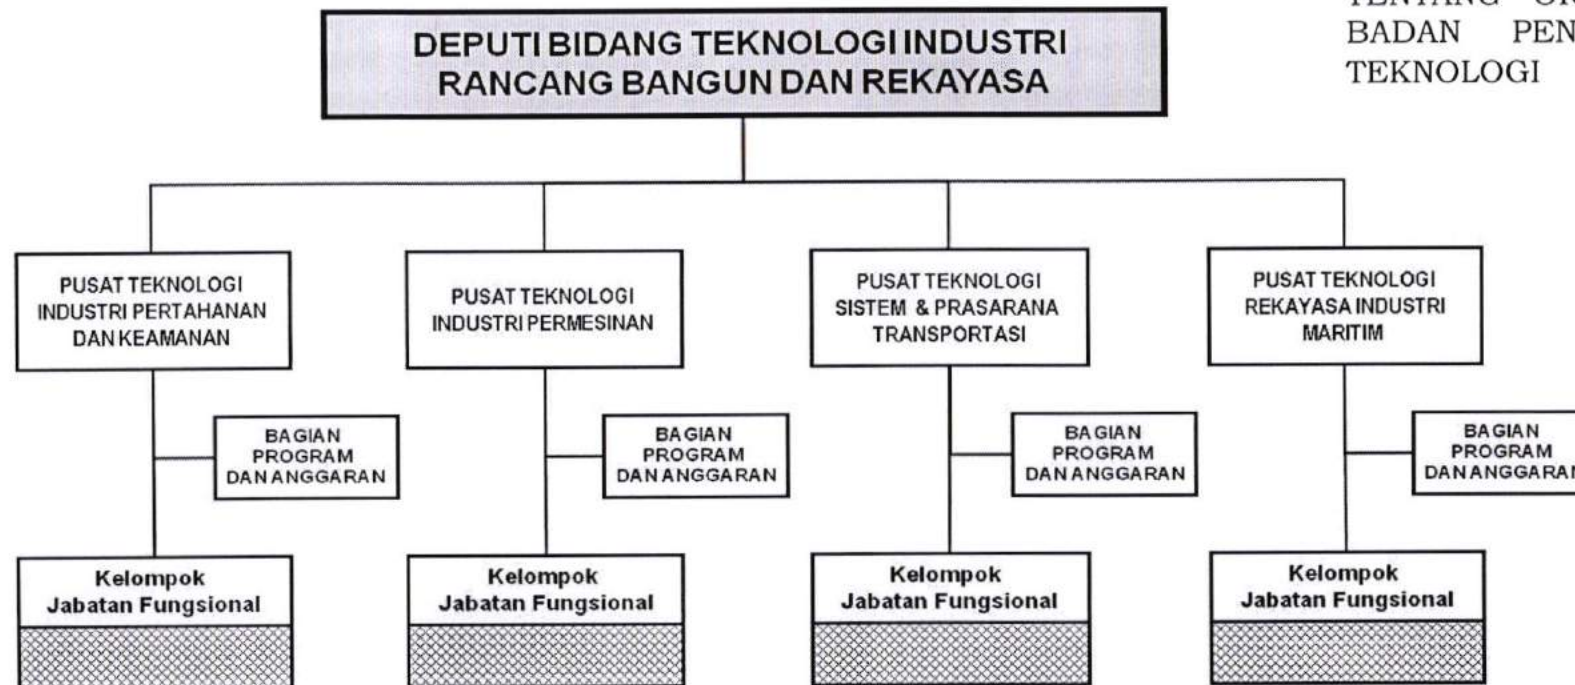 TENTANG
BADAN PEN
TEKNOLOGI
DEPUTI BIDANG TEKNOLOGI INDUSTRI
RANCANG BANGUN DAN REKAYASA
PUSAT TEKNOLOGI
INDUSTRI PERTAHANAN
DAN KEAMANAN
PUSAT TEKNOLOGI
INDUSTRI PERMESINAN
PUSAT TEKNOLOGI
SISTEM & PRASARANA
TRANSPORTASI
PUSAT TEKNOLOGI
REKAYASA INDUSTRI
MARITIM
BAGIAN
PROGRAM
DAN ANGGARAN
BAGIAN
PROGRAM
DAN ANGGARAN
BAGIAN
PROGRAM
DAN ANGGARAN
BAGIAN
PROGRAM
DAN ANGGARAN
Kelompok
Jabatan Fungsional
Kelompok
Jabatan Fungsional
Kelompok
Jabatan Fungsional
Kelompok
Jabatan Fungsional